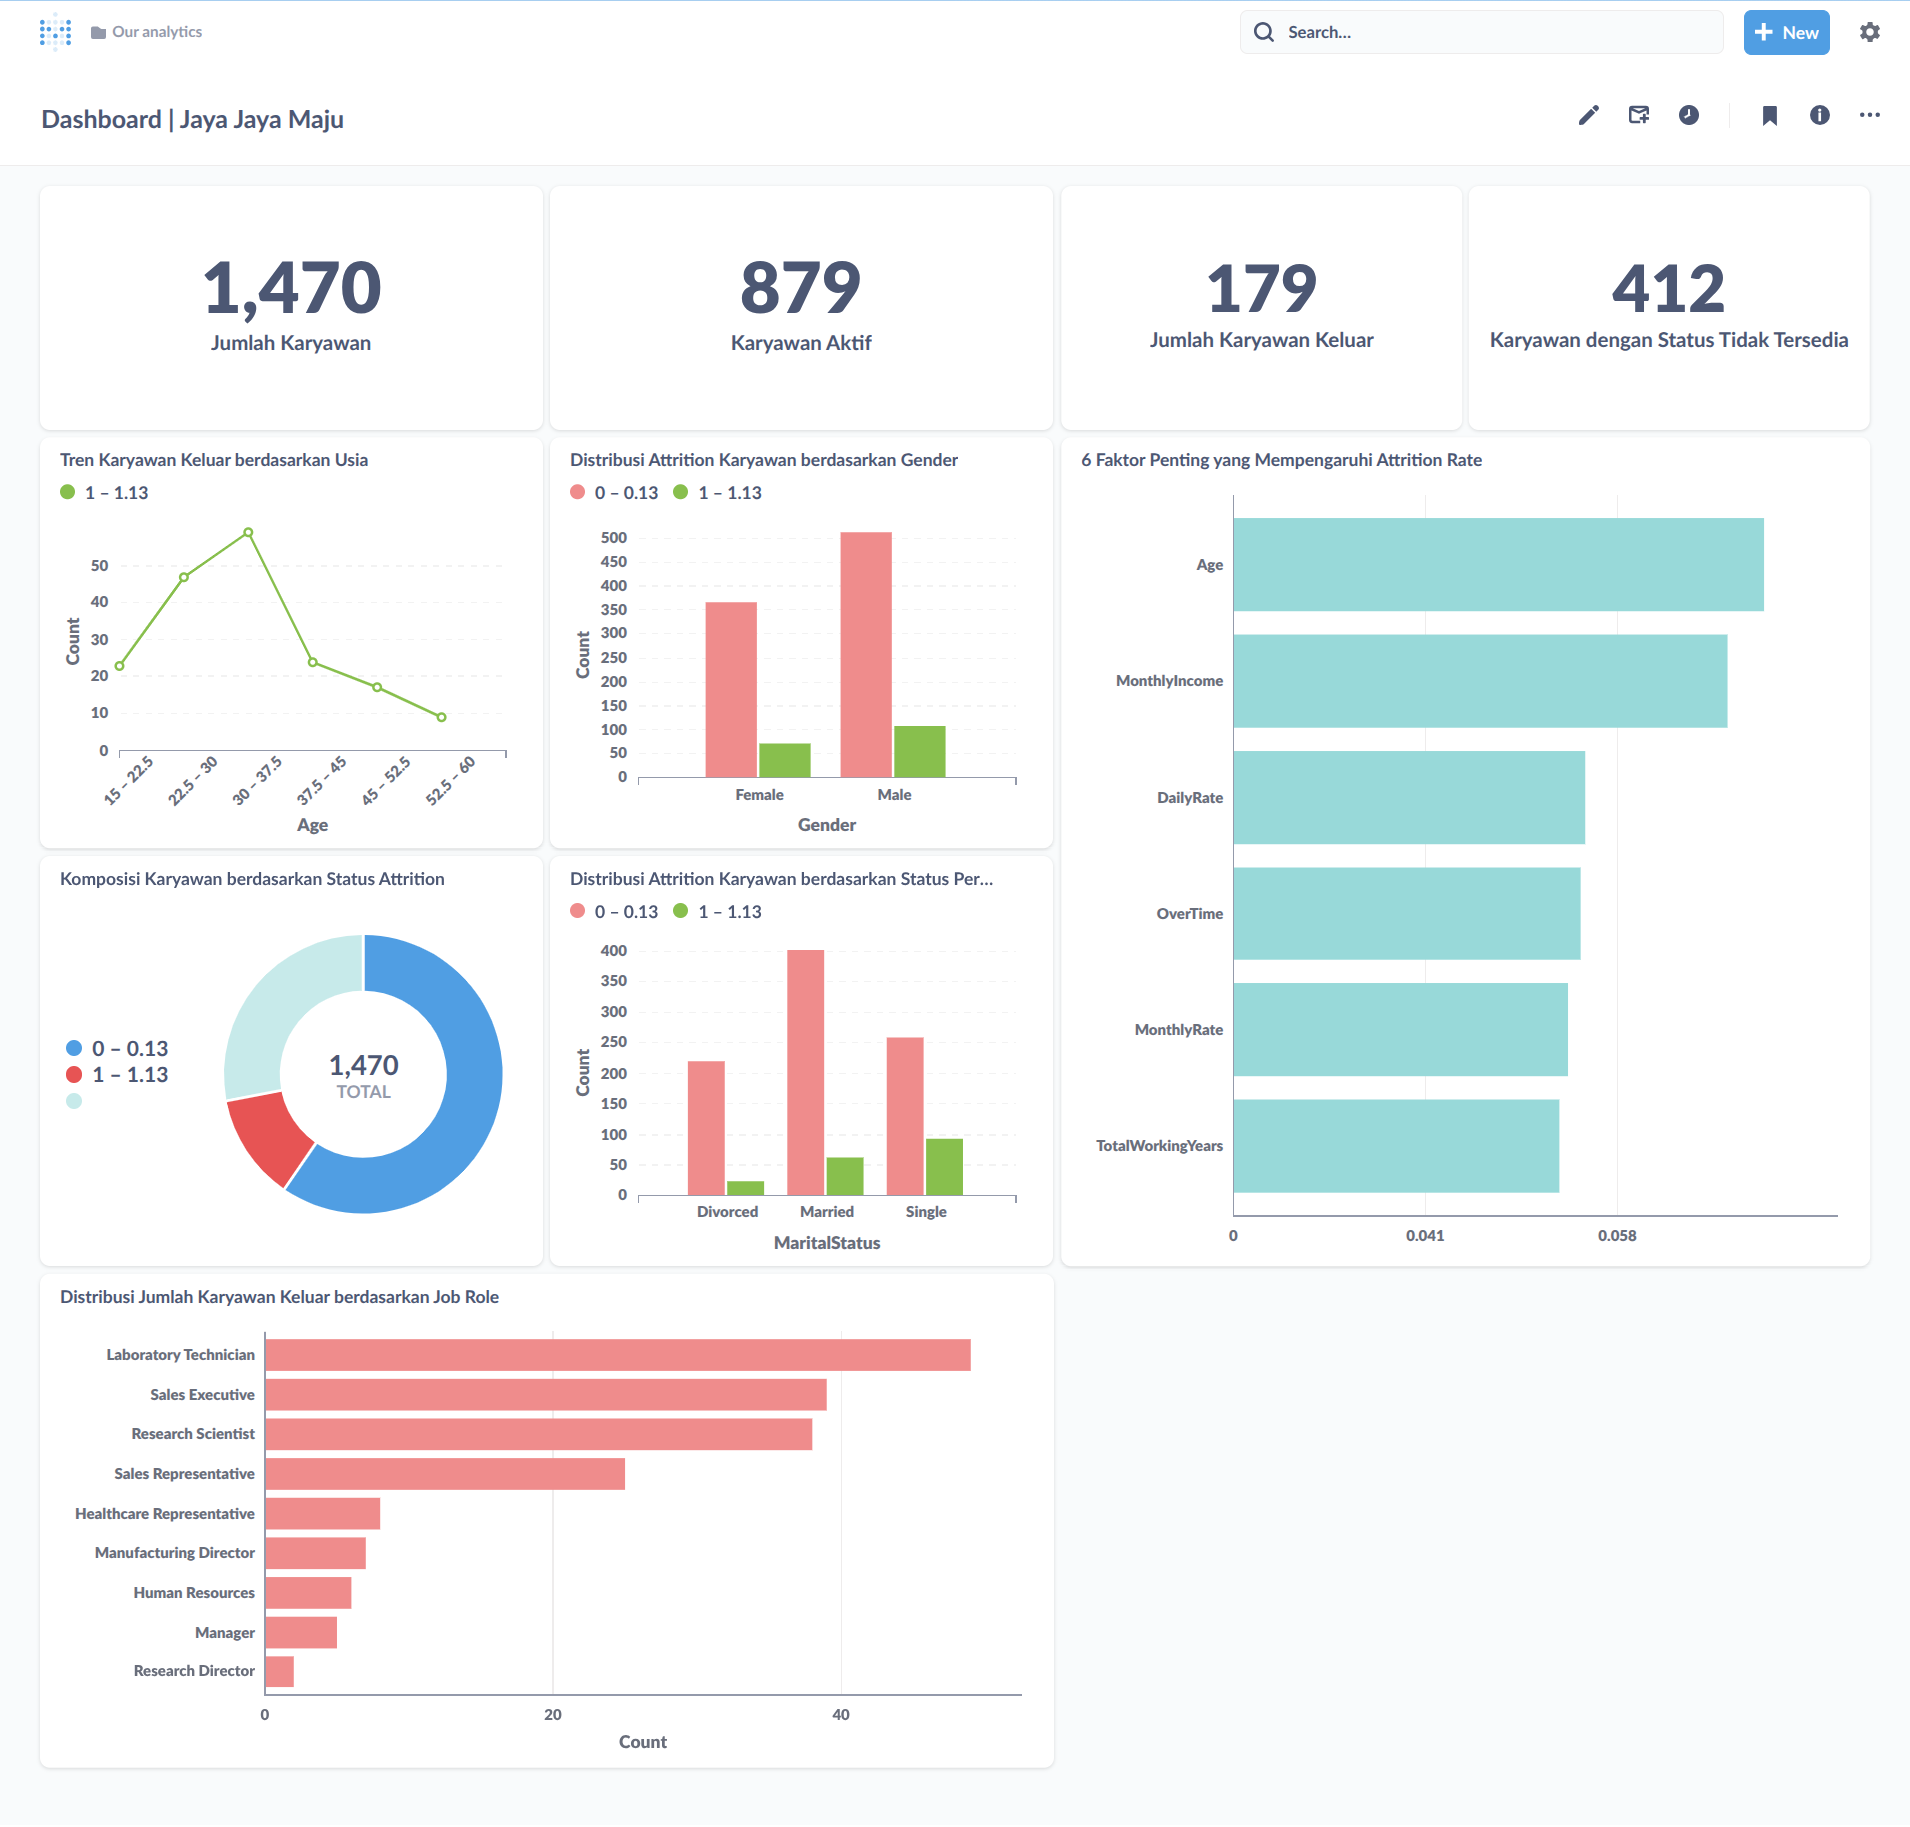 Our analytics
Search...
New
Dashboard | Jaya Jaya Maju
1,470
Jumlah Karyawan
879
Karyawan Aktif
179
Jumlah Karyawan Keluar
412
Karyawan dengan Status Tidak Tersedia
Tren Karyawan Keluar berdasarkan Usia
1 – 1.13
50
40
30
20
10
0
Count
15 – 22.5
22.5 – 30
30 – 37.5
37.5 – 45
45 – 52.5
52.5 – 60
Age
Distribusi Attrition Karyawan berdasarkan Gender
0 – 0.13
1 – 1.13
500
450
400
350
300
250
200
150
100
50
0
Count
Female
Male
Gender
6 Faktor Penting yang Mempengaruhi Attrition Rate
Age
MonthlyIncome
DailyRate
OverTime
MonthlyRate
TotalWorkingYears
0
0.041
0.058
Komposisi Karyawan berdasarkan Status Attrition
0 – 0.13
1 – 1.13
1,470
TOTAL
Distribusi Attrition Karyawan berdasarkan Status Per...
0 – 0.13
1 – 1.13
400
350
300
250
200
150
100
50
0
Count
Divorced
Married
Single
MaritalStatus
Distribusi Jumlah Karyawan Keluar berdasarkan Job Role
Laboratory Technician
Sales Executive
Research Scientist
Sales Representative
Healthcare Representative
Manufacturing Director
Human Resources
Manager
Research Director
0
20
40
Count